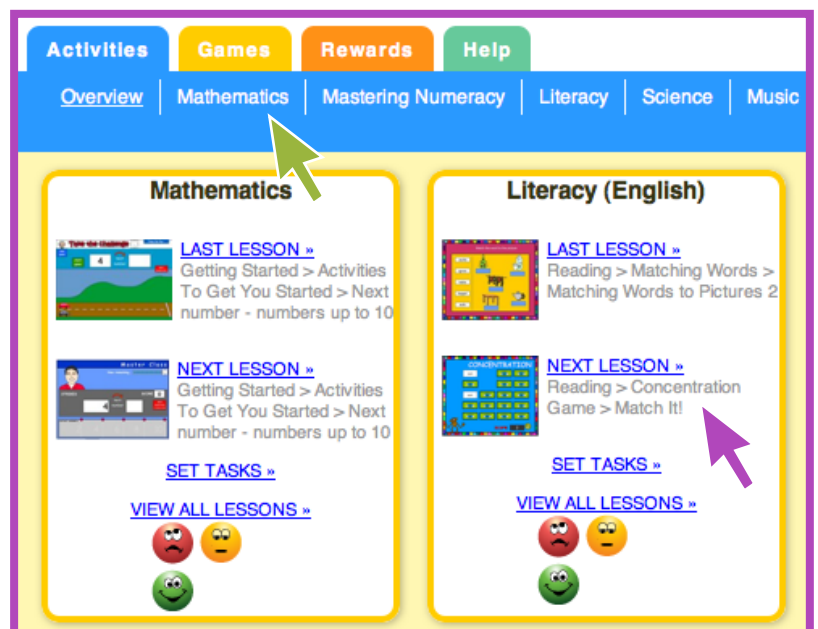 Activities Games Rewards Help
Overview Mathematics Mastering Numeracy Literacy Science Music
Mathematics
LAST LESSON »
Getting Started > Activities
To Get You Started > Next
number - numbers up to 10
NEXT LESSON »
Getting Started > Activities
To Get You Started > Next
number - numbers up to 10
SET TASKS »
VIEW ALL LESSONS »
Literacy (English)
LAST LESSON »
Reading > Matching Words >
Matching Words to Pictures 2
CONCENTRATION
NEXT LESSON »
Reading > Concentration
Game > Match It!
SET TASKS »
VIEW ALL LESSONS »